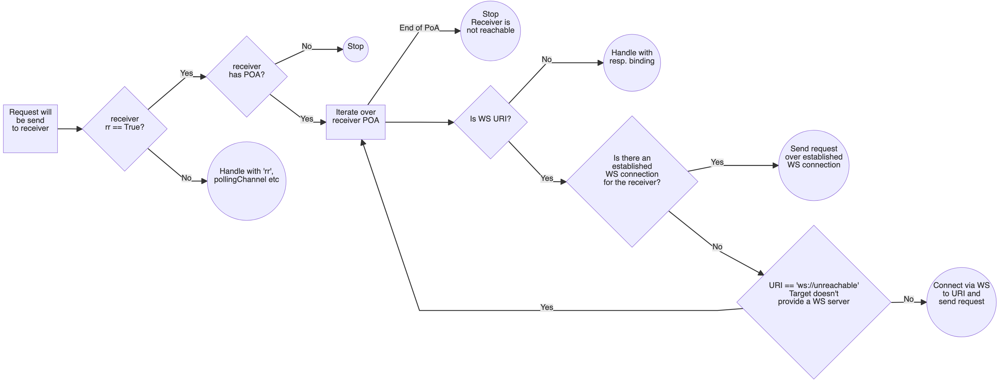 Request will
be send
to receiver
receiver
rr == True?
Yes
No
receiver
has POA?
Handle with 'rr',
pollingChannel etc
No
Yes
Stop
Iterate over
receiver POA
End of PoA
Stop
Receiver is
not reachable
Is WS URI?
No
Yes
Handle with
resp. binding
Is there an
established
WS connection
for the receiver?
Yes
No
Send request
over established
WS connection
URI == 'ws://unreachable'
Target doesn't
provide a WS server
Yes
No
Connect via WS
to URI and
send request